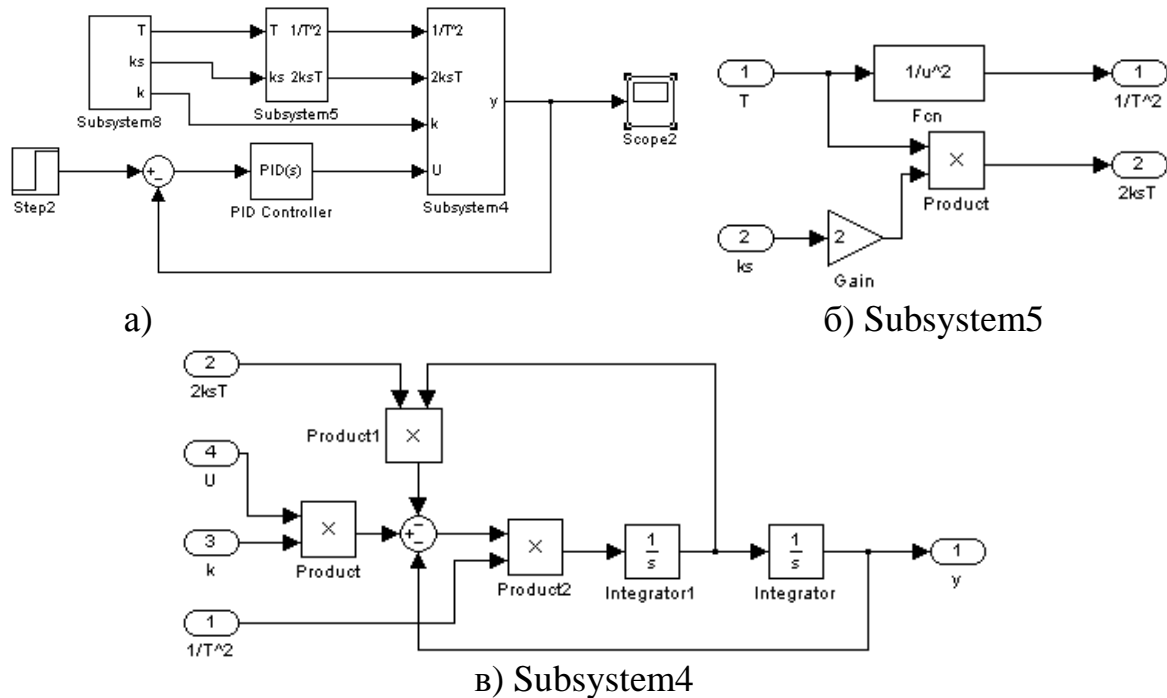 T
ks
k
Subsystem8
T 1/T^2
ks 2ksT
Subsystem5
1/T^2
2ksT
k
U
y
Subsystem4
Scope2
Step2
+
−
PID(s)
PID Controller
а)
1
T
1/u^2
Fcn
1
1/T^2
×
Product
2
2ksT
2
ks
2
Gain
б) Subsystem5
2
2ksT
Product1
×
4
U
3
k
×
Product
+
−
−
×
Product2
1
s
Integrator1
1
s
Integrator
1
y
1
1/T^2
в) Subsystem4